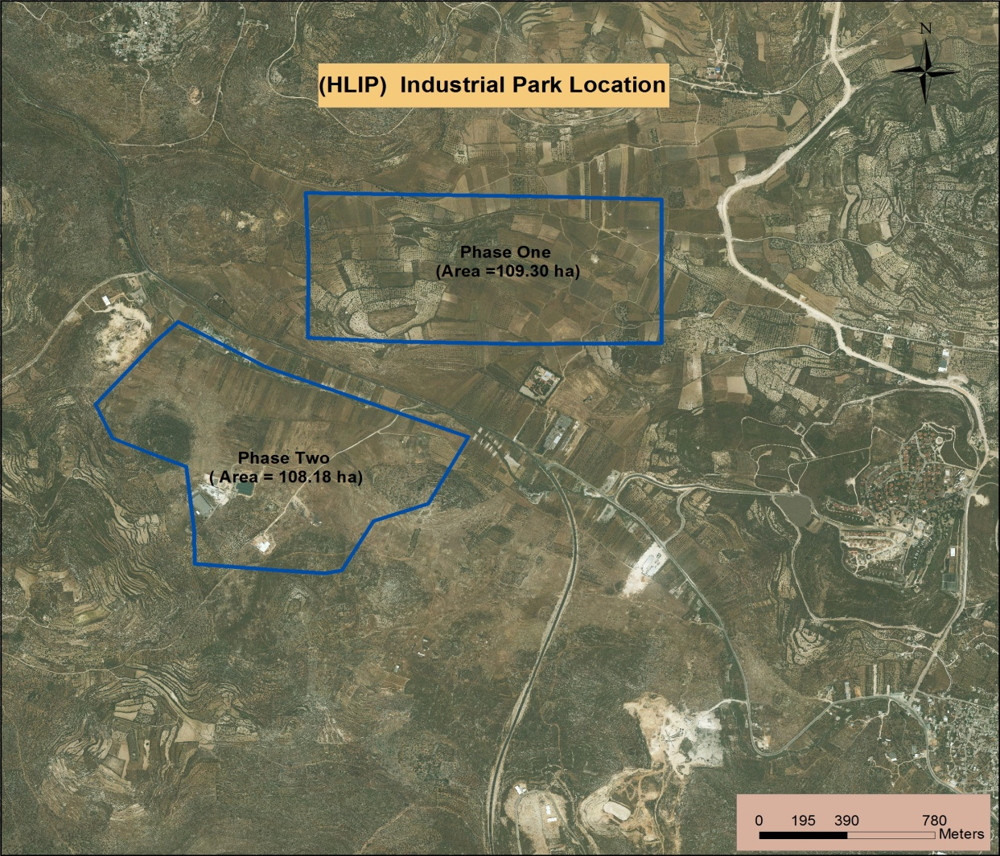 N
(HLIP)  Industrial Park Location
Phase One
(Area =109.30 ha)
Phase Two
( Area = 108.18 ha)
0 195 390 780
Meters